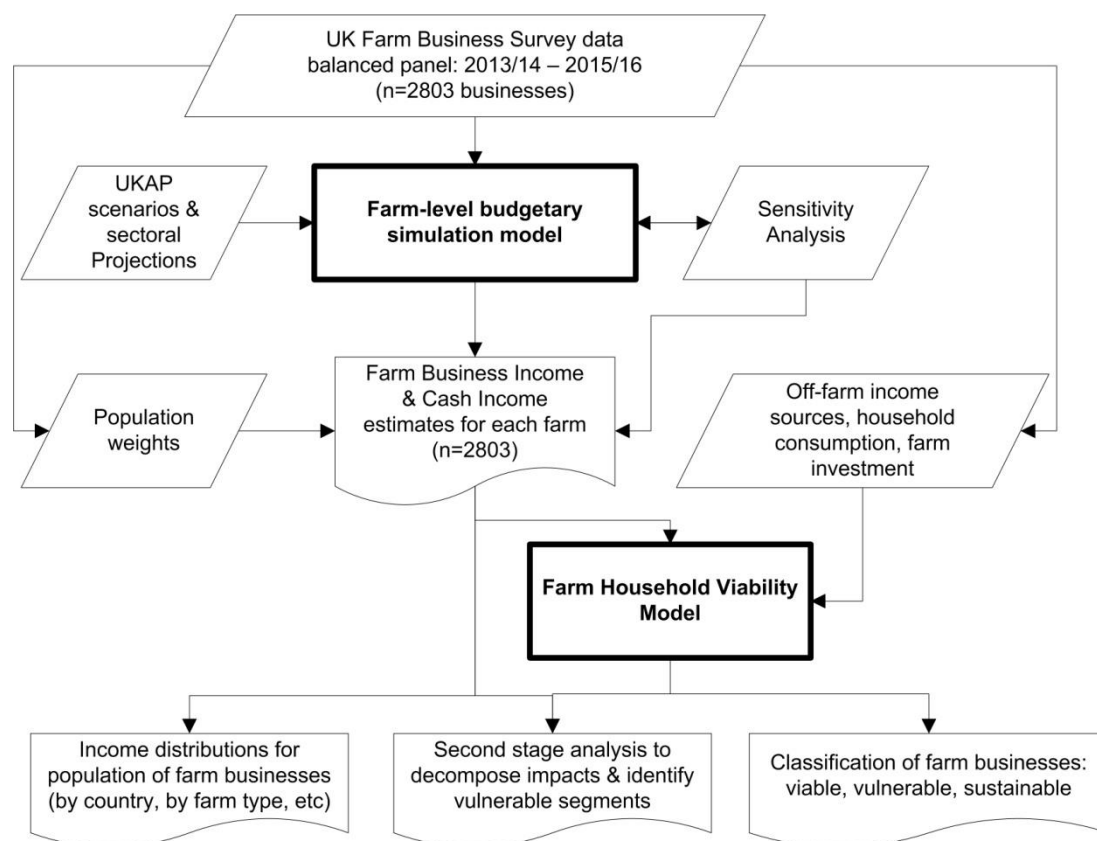 UK Farm Business Survey data
balanced panel: 2013/14 – 2015/16
(n=2803 businesses)
UKAP
scenarios &
sectoral
Projections
Farm-level budgetary
simulation model
Sensitivity
Analysis
Population
weights
Farm Business Income
& Cash Income
estimates for each farm
(n=2803)
Off-farm income
sources, household
consumption, farm
investment
Farm Household Viability
Model
Income distributions for
population of farm businesses
(by country, by farm type, etc)
Second stage analysis to
decompose impacts & identify
vulnerable segments
Classification of farm businesses:
viable, vulnerable, sustainable